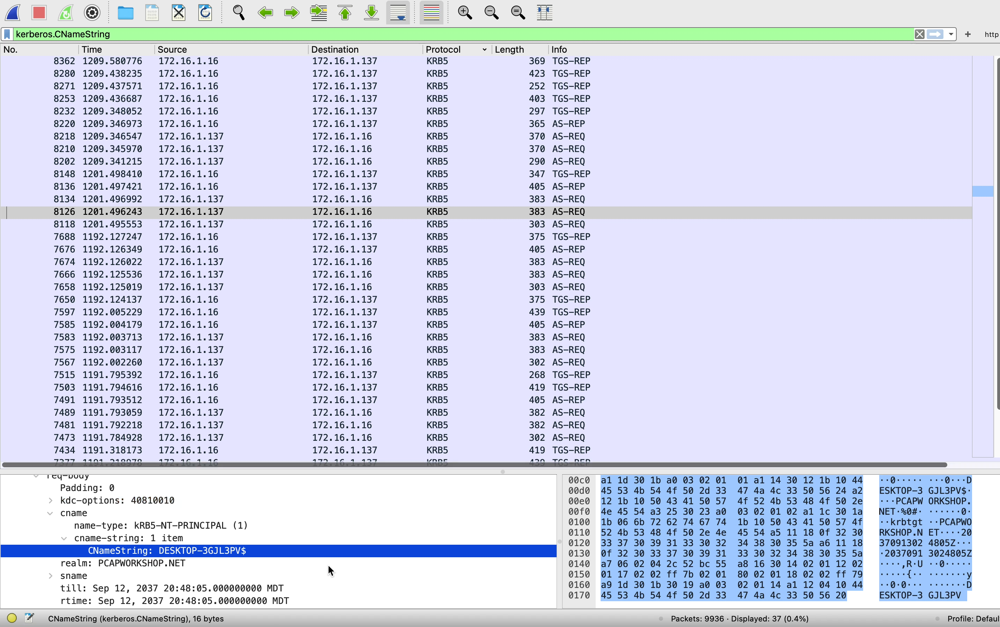 kerberos.CNameString
http
No. Time Source Destination Protocol Length Info
8362 1209.580776 172.16.1.16 172.16.1.137 KRB5 369 TGS-REP
8280 1209.438235 172.16.1.16 172.16.1.137 KRB5 423 TGS-REP
8271 1209.437571 172.16.1.16 172.16.1.137 KRB5 252 TGS-REP
8253 1209.436687 172.16.1.16 172.16.1.137 KRB5 403 TGS-REP
8232 1209.348052 172.16.1.16 172.16.1.137 KRB5 297 TGS-REP
8220 1209.346973 172.16.1.16 172.16.1.137 KRB5 365 AS-REP
8218 1209.346547 172.16.1.137 172.16.1.16 KRB5 370 AS-REQ
8210 1209.345970 172.16.1.137 172.16.1.16 KRB5 370 AS-REQ
8202 1209.341215 172.16.1.137 172.16.1.16 KRB5 290 AS-REQ
8148 1201.498410 172.16.1.16 172.16.1.137 KRB5 347 TGS-REP
8136 1201.497421 172.16.1.16 172.16.1.137 KRB5 405 AS-REP
8134 1201.496992 172.16.1.137 172.16.1.16 KRB5 383 AS-REQ
8126 1201.496243 172.16.1.137 172.16.1.16 KRB5 383 AS-REQ
8118 1201.495553 172.16.1.137 172.16.1.16 KRB5 303 AS-REQ
7688 1192.127247 172.16.1.16 172.16.1.137 KRB5 375 TGS-REP
7676 1192.126349 172.16.1.16 172.16.1.137 KRB5 405 AS-REP
7674 1192.126022 172.16.1.137 172.16.1.16 KRB5 383 AS-REQ
7666 1192.125536 172.16.1.137 172.16.1.16 KRB5 383 AS-REQ
7658 1192.125019 172.16.1.137 172.16.1.16 KRB5 303 AS-REQ
7650 1192.124137 172.16.1.16 172.16.1.137 KRB5 375 TGS-REP
7597 1192.005229 172.16.1.16 172.16.1.137 KRB5 439 TGS-REP
7585 1192.004179 172.16.1.16 172.16.1.137 KRB5 405 AS-REP
7583 1192.003713 172.16.1.137 172.16.1.16 KRB5 383 AS-REQ
7575 1192.003117 172.16.1.137 172.16.1.16 KRB5 383 AS-REQ
7567 1192.002260 172.16.1.137 172.16.1.16 KRB5 302 AS-REQ
7515 1191.795392 172.16.1.16 172.16.1.137 KRB5 268 TGS-REP
7503 1191.794616 172.16.1.16 172.16.1.137 KRB5 419 TGS-REP
7491 1191.793512 172.16.1.16 172.16.1.137 KRB5 405 AS-REP
7489 1191.793059 172.16.1.137 172.16.1.16 KRB5 382 AS-REQ
7481 1191.792218 172.16.1.137 172.16.1.16 KRB5 382 AS-REQ
7473 1191.784928 172.16.1.137 172.16.1.16 KRB5 302 AS-REQ
7434 1191.318173 172.16.1.16 172.16.1.137 KRB5 419 TGS-REP
7377 1191.218978 172.16.1.16 172.16.1.137 KRB5 439 TGS-REP
req-body
Padding: 0
kdc-options: 40810010
cname
name-type: kRB5-NT-PRINCIPAL (1)
cname-string: 1 item
CNameString: DESKTOP-3GJL3PV$
realm: PCAPWORKSHOP.NET
sname
till: Sep 12, 2037 20:48:05.000000000 MDT
rtime: Sep 12, 2037 20:48:05.000000000 MDT
00c0 a1 1d 30 1b a0 03 02 01 01 a1 14 30 12 1b 10 44 ··0····· ···0···D
00d0 45 53 4b 54 4f 50 2d 33 47 4a 4c 33 50 56 24 a2 ESKTOP-3 GJL3PV$·
00e0 12 1b 10 50 43 41 50 57 4f 52 4b 53 48 4f 50 2e ···PCAPW ORKSHOP.
00f0 4e 45 54 a3 25 30 23 a0 03 02 01 02 a1 1c 30 1a NET·%0#· ······0·
0100 1b 06 6b 72 62 74 67 74 1b 10 50 43 41 50 57 4f ··krbtgt ··PCAPWO
0110 52 4b 53 48 4f 50 2e 4e 45 54 a5 11 18 0f 32 30 RKSHOP.N ET····20
0120 33 37 30 39 31 33 30 32 34 38 30 35 5a a6 11 18 37091302 4805Z···
0130 0f 32 30 33 37 30 39 31 33 30 32 34 38 30 35 5a ·2037091 3024805Z
0140 a7 06 02 04 2c 52 bc 55 a8 16 30 14 02 01 12 02 ····,R·U ··0·····
0150 01 17 02 02 ff 7b 02 01 80 02 01 18 02 02 ff 79 ·····{·· ·······y
0160 a9 1d 30 1b 30 19 a0 03 02 01 14 a1 12 04 10 44 ··0·0··· ·······D
0170 45 53 4b 54 4f 50 2d 33 47 4a 4c 33 50 56 20 ESKTOP-3 GJL3PV
CNameString (kerberos.CNameString), 16 bytes
Packets: 9936 · Displayed: 37 (0.4%)
Profile: Defaul